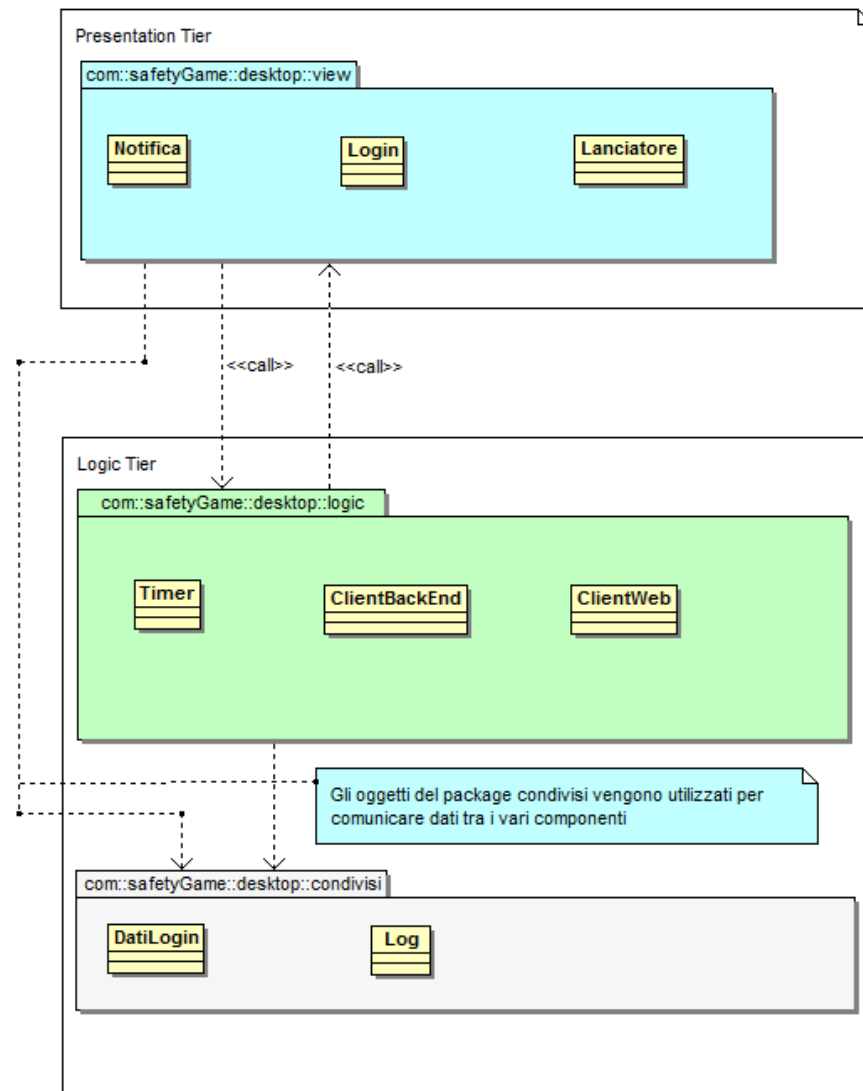 Presentation Tier
com::safetyGame::desktop::view
Notifica
Login
Lanciatore
<<call>>
<<call>>
Logic Tier
com::safetyGame::desktop::logic
Timer
ClientBackEnd
ClientWeb
Gli oggetti del package condivisi vengono utilizzati per
comunicare dati tra i vari componenti
com::safetyGame::desktop::condivisi
DatiLogin
Log